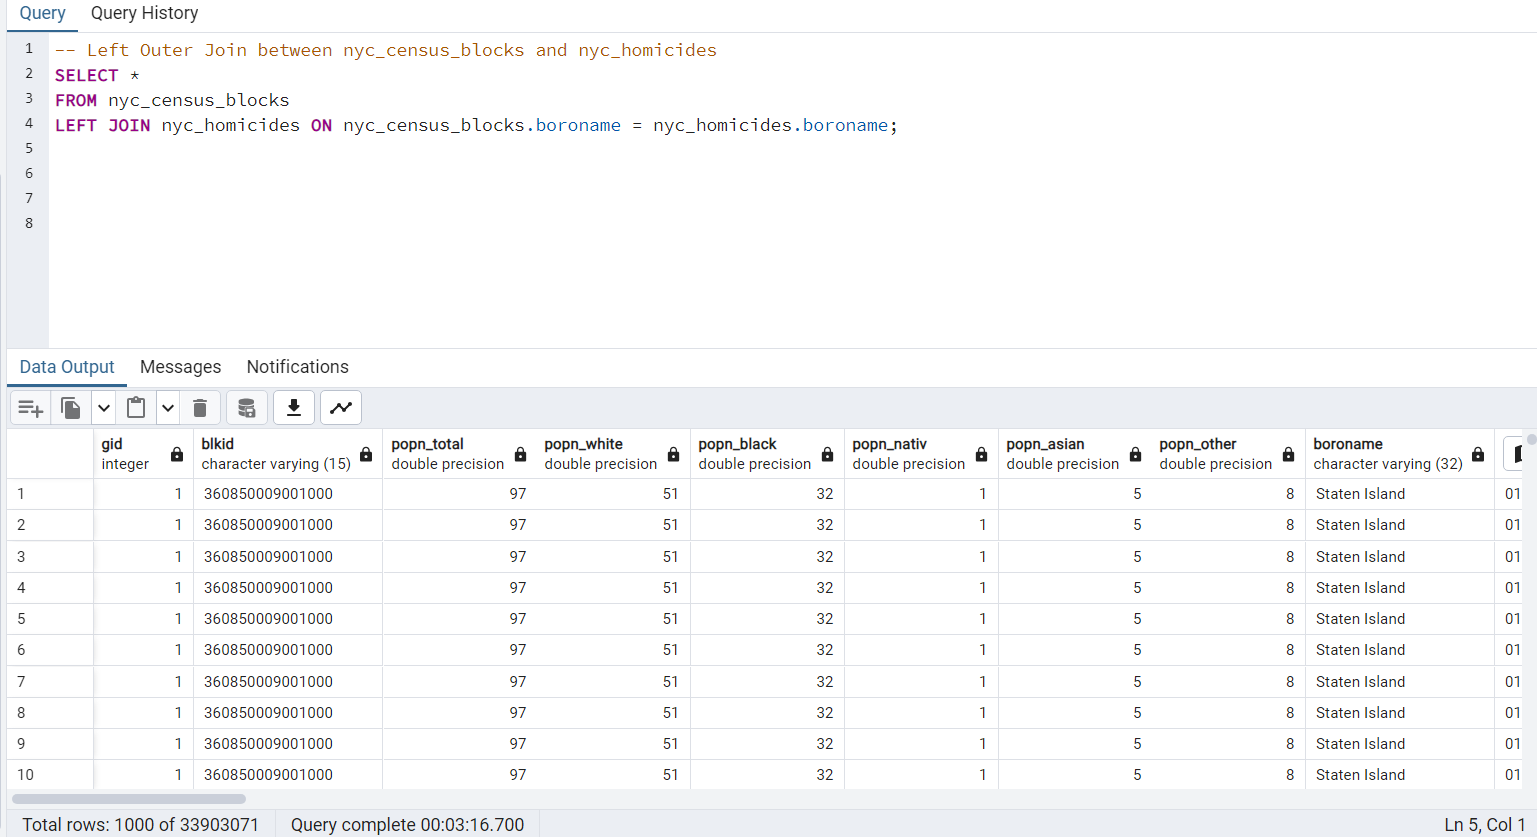 Query Query History
1 -- Left Outer Join between nyc_census_blocks and nyc_homicides
2 SELECT *
3 FROM nyc_census_blocks
4 LEFT JOIN nyc_homicides ON nyc_census_blocks.boroname = nyc_homicides.boroname;
5
6
7
8
Data Output Messages Notifications
gid blkid popn_total popn_white popn_black popn_nativ popn_asian popn_other boroname
integer character varying (15) double precision double precision double precision double precision double precision double precision character varying (32)
1 1 360850009001000 97 51 32 1 5 8 Staten Island 01
2 1 360850009001000 97 51 32 1 5 8 Staten Island 01
3 1 360850009001000 97 51 32 1 5 8 Staten Island 01
4 1 360850009001000 97 51 32 1 5 8 Staten Island 01
5 1 360850009001000 97 51 32 1 5 8 Staten Island 01
6 1 360850009001000 97 51 32 1 5 8 Staten Island 01
7 1 360850009001000 97 51 32 1 5 8 Staten Island 01
8 1 360850009001000 97 51 32 1 5 8 Staten Island 01
9 1 360850009001000 97 51 32 1 5 8 Staten Island 01
10 1 360850009001000 97 51 32 1 5 8 Staten Island 01
Total rows: 1000 of 33903071 Query complete 00:03:16.700 Ln 5, Col 1